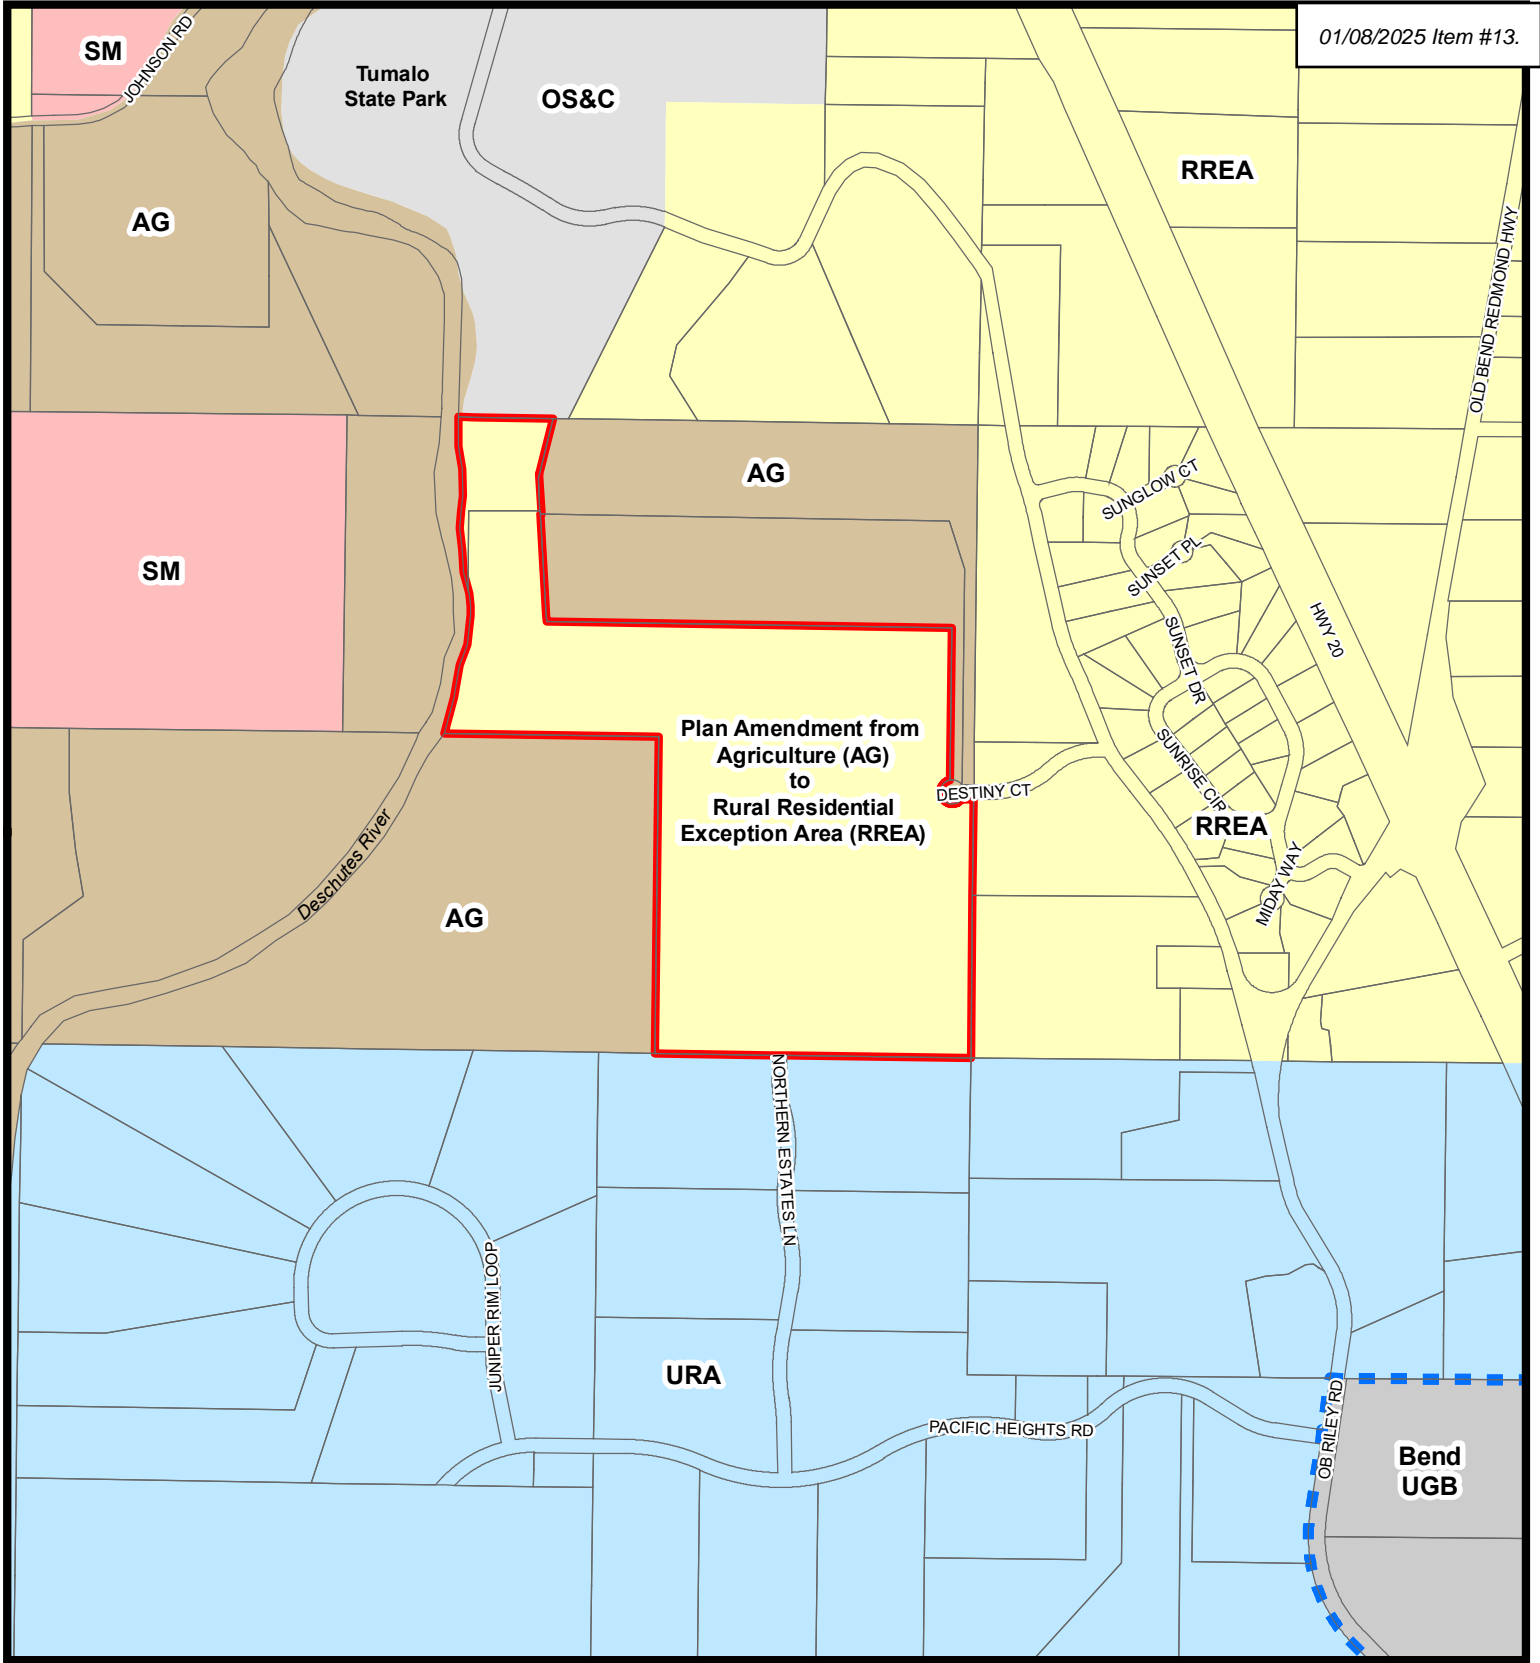 01/08/2025 Item #13.
SM
JOHNSON RD
Tumalo
State Park
OS&C
RREA
AG
OLD BEND REDMOND HWY
AG
SUNGLOW CT
SM
SUNSET PL
HWY 20
SUNSET DR
Plan Amendment from
Agriculture (AG)
to
Rural Residential
Exception Area (RREA)
SUNRISE CIR
DESTINY CT
RREA
Deschutes River
MIDAY WAY
AG
NORTHERN ESTATES LN
JUNIPER RIM LOOP
URA
PACIFIC HEIGHTS RD
OB RILEY RD
Bend
UGB